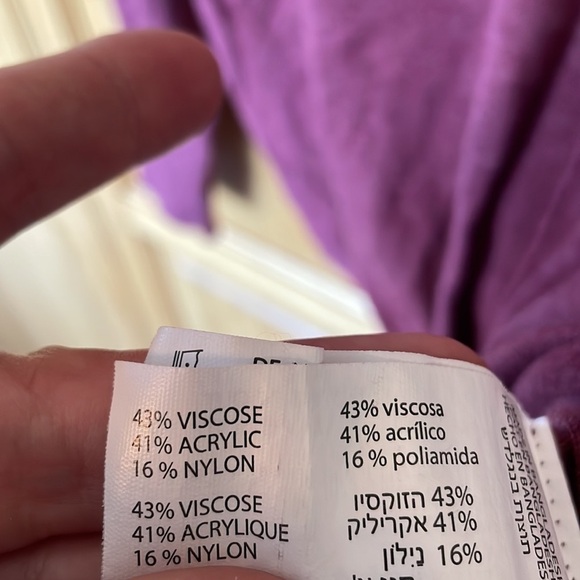 43% VISCOSE
41% ACRYLIC
16 % NYLON
43% VISCOSE
41% ACRYLIQUE
16 % NYLON
43% viscosa
41% acrílico
16 % poliamida
43% הזוקסיו
41% אקריליק
16% נַיְלוֹן